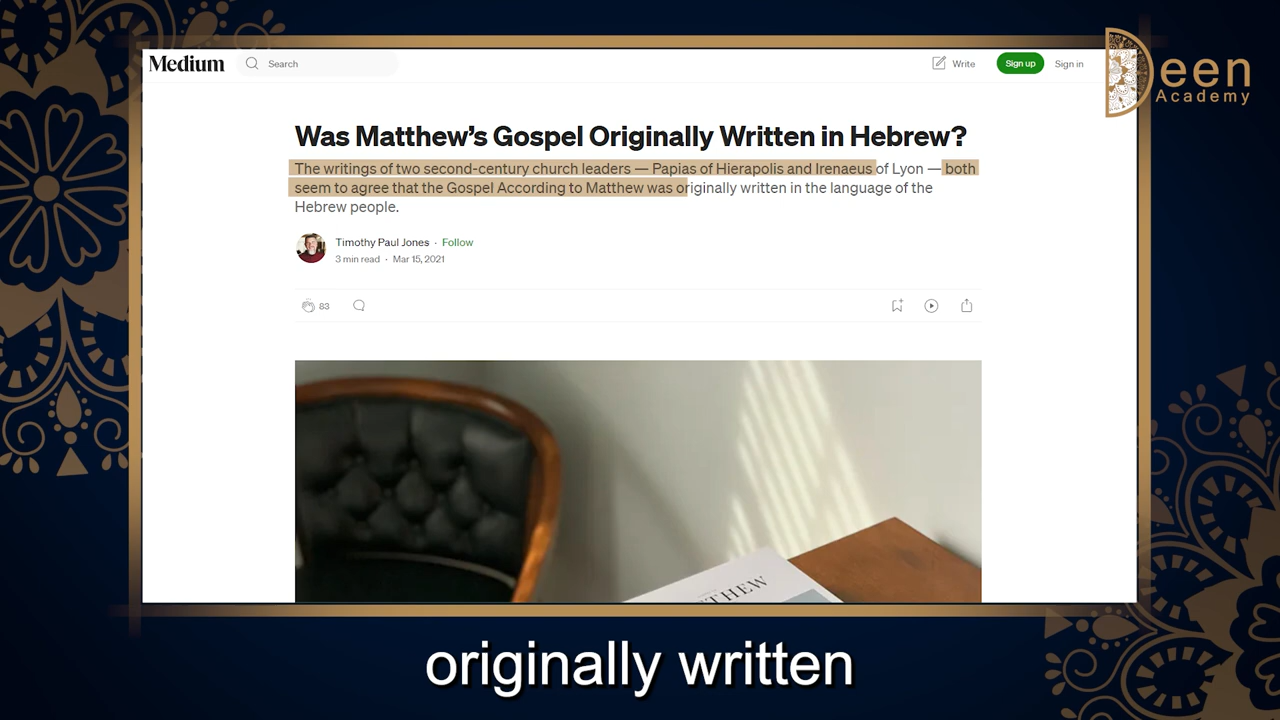 Medium
Search
Write
Sign up
Sign in
Deen
Academy
Was Matthew’s Gospel Originally Written in Hebrew?
The writings of two second-century church leaders — Papias of Hierapolis and Irenaeus of Lyon — both
seem to agree that the Gospel According to Matthew was originally written in the language of the
Hebrew people.
Timothy Paul Jones · Follow
3 min read · Mar 15, 2021
83
THEW
originally written